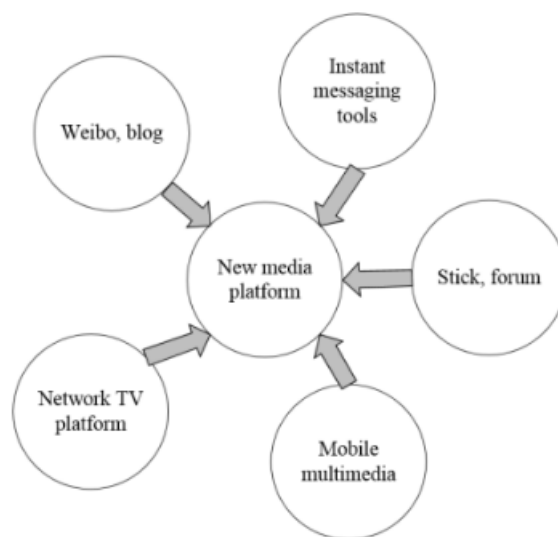 Instant
messaging
tools
Weibo, blog
New media
platform
Stick, forum
Network TV
platform
Mobile
multimedia